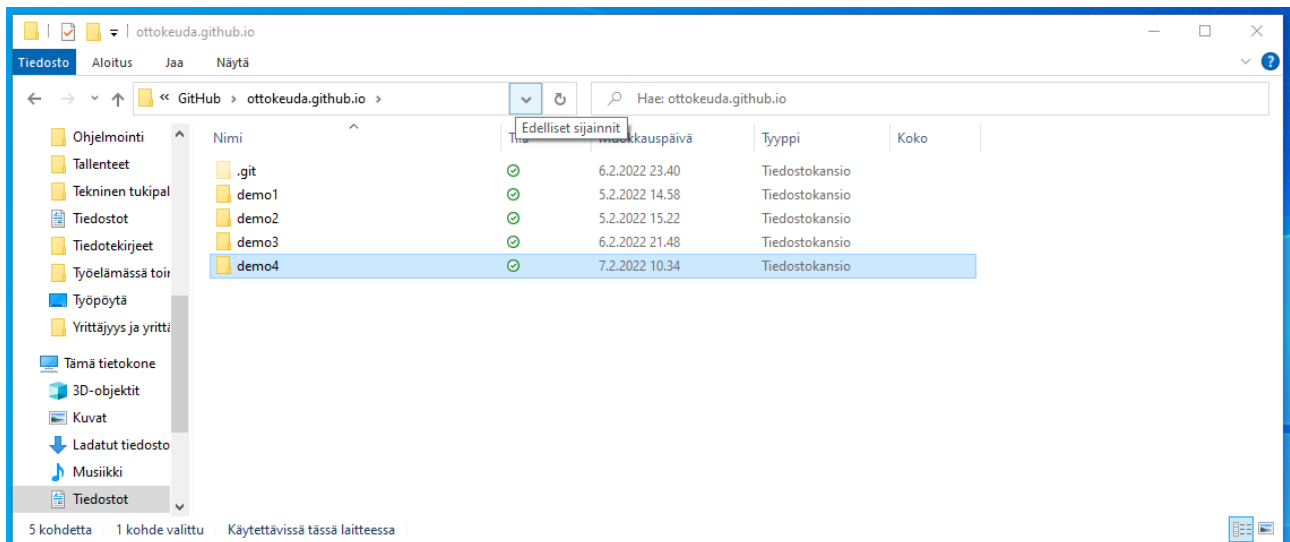 ottokeuda.github.io
Tiedosto Aloitus Jaa Näytä
« GitHub › ottokeuda.github.io › Hae: ottokeuda.github.io
Edelliset sijainnit
Nimi Tyyppi Koko
Ohjelmointi
Tallenteet
Tekninen tukipal
Tiedostot
Tiedotekirjeet
Työelämässä toir
Työpöytä
Yrittäjyys ja yrittä
Tämä tietokone
3D-objektit
Kuvat
Ladatut tiedosto
Musiikki
Tiedostot
.git 6.2.2022 23.40 Tiedostokansio
demo1 5.2.2022 14.58 Tiedostokansio
demo2 5.2.2022 15.22 Tiedostokansio
demo3 6.2.2022 21.48 Tiedostokansio
demo4 7.2.2022 10.34 Tiedostokansio
5 kohdetta 1 kohde valittu Käytettävissä tässä laitteessa